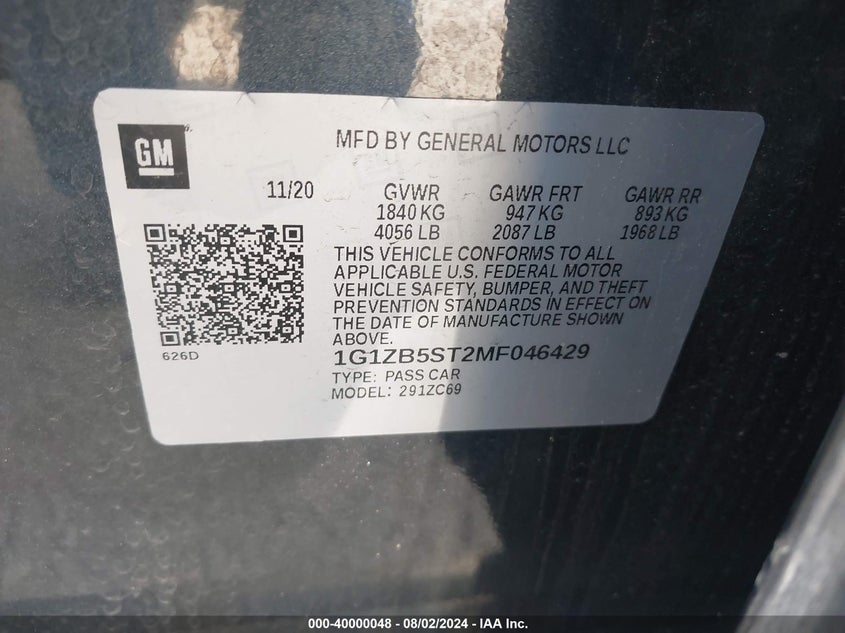 GM
MFD BY GENERAL MOTORS LLC
11/20
GVWR GAWR FRT GAWR RR
1840 KG 947 KG 893 KG
4056 LB 2087 LB 1968 LB
THIS VEHICLE CONFORMS TO ALL
APPLICABLE U.S. FEDERAL MOTOR
VEHICLE SAFETY, BUMPER, AND THEFT
PREVENTION STANDARDS IN EFFECT ON
THE DATE OF MANUFACTURE SHOWN
ABOVE.
626D
1G1ZB5ST2MF046429
TYPE: PASS CAR
MODEL: 291ZC69
000-40000048 - 08/02/2024 - IAA Inc.